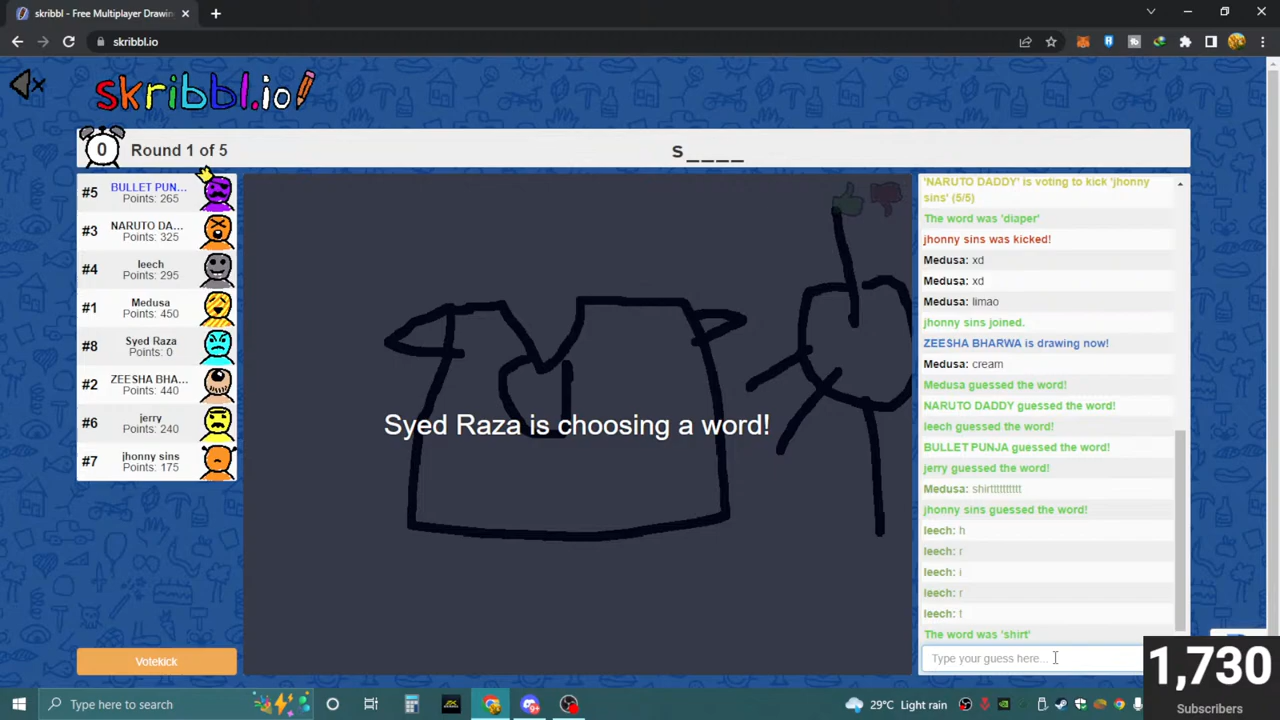 skribbl - Free Multiplayer Drawin
skribbl.io
skribbl.io
0
Round 1 of 5
S____
#5
BULLET PUN...
Points: 265
#3
NARUTO DA...
Points: 325
#4
leech
Points: 295
#1
Medusa
Points: 450
#8
Syed Raza
Points: 0
#2
ZEESHA BHA...
Points: 440
#6
jerry
Points: 240
#7
jhonny sins
Points: 175
Votekick
Syed Raza is choosing a word!
'NARUTO DADDY' is voting to kick 'jhonny
sins' (5/5)
The word was 'diaper'
jhonny sins was kicked!
Medusa: xd
Medusa: xd
Medusa: limao
jhonny sins joined.
ZEESHA BHARWA is drawing now!
Medusa: cream
Medusa guessed the word!
NARUTO DADDY guessed the word!
leech guessed the word!
BULLET PUNJA guessed the word!
jerry guessed the word!
Medusa: shirtttttttttt
jhonny sins guessed the word!
leech: h
leech: r
leech: i
leech: r
leech: t
The word was 'shirt'
Type your guess here...
1,730
Subscribers
Type here to search
29°C Light rain